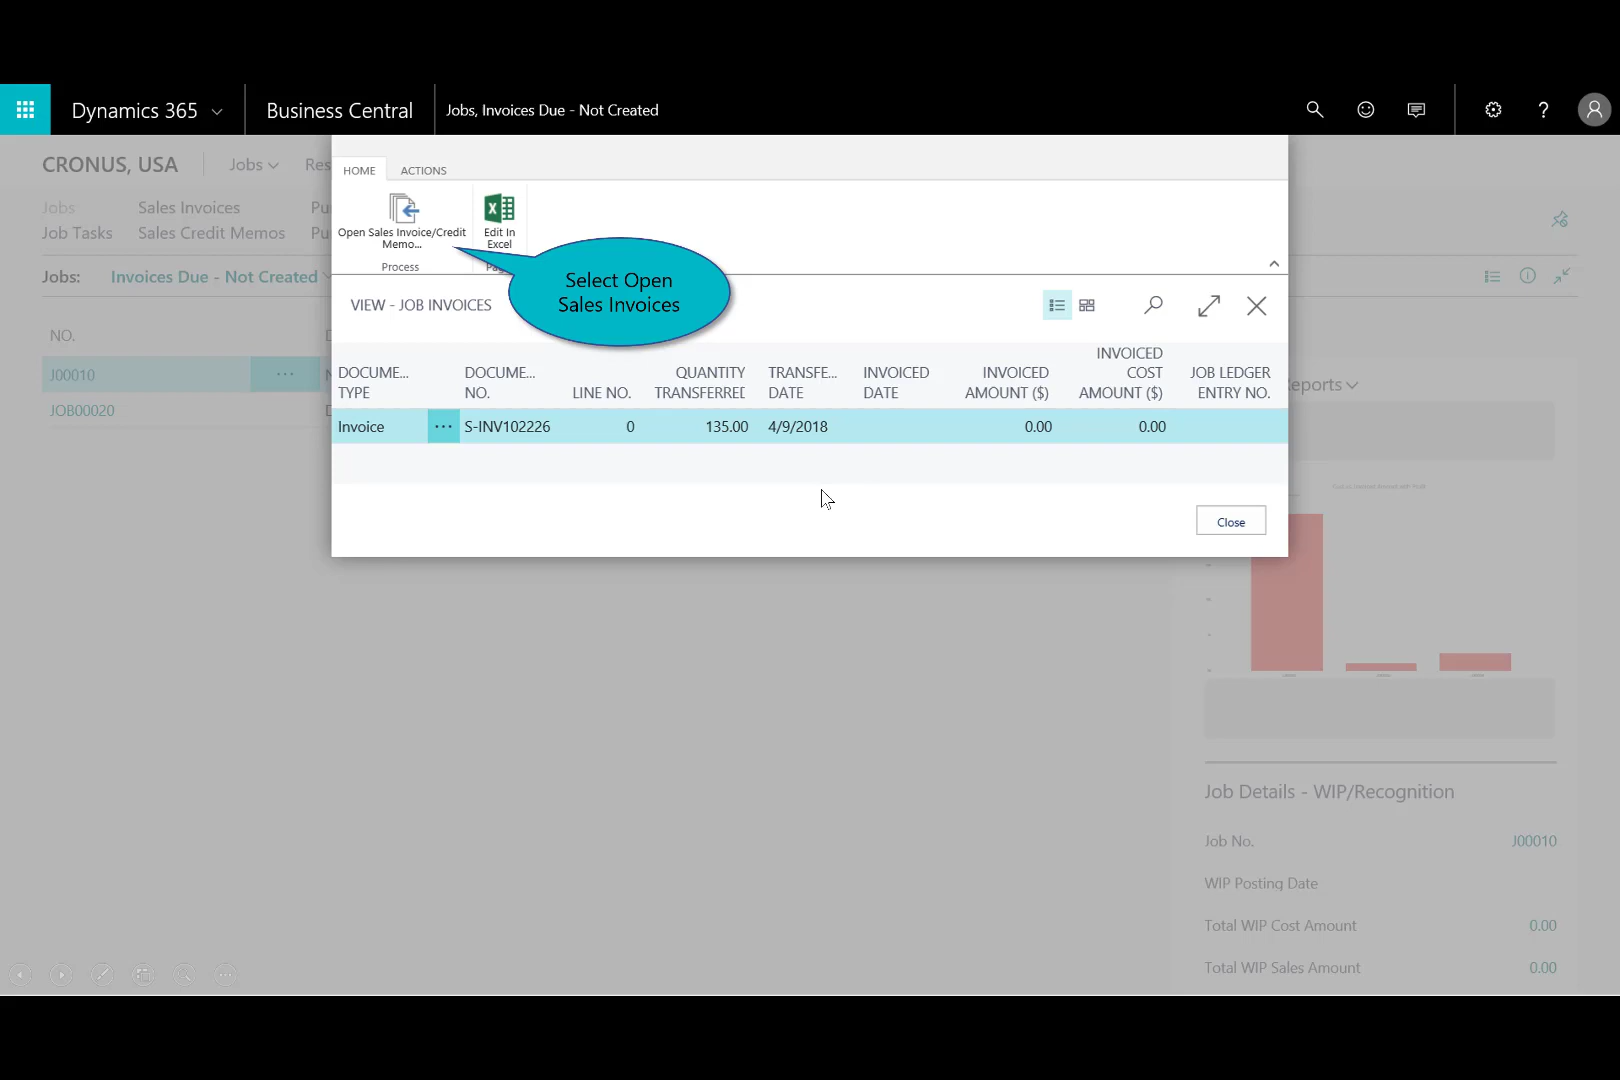 Dynamics 365
Business Central
Jobs, Invoices Due - Not Created
CRONUS, USA
Jobs
Res
HOME
ACTIONS
Jobs
Sales Invoices
Pu
Job Tasks
Sales Credit Memos
Pu
Open Sales Invoice/Credit
Memo...
Edit In
Excel
Process
Select Open
Sales Invoices
Jobs:
Invoices Due - Not Created
VIEW - JOB INVOICES
NO.
D
DOCUME...
TYPE
DOCUME...
NO.
LINE NO.
QUANTITY
TRANSFERREI
TRANSFE...
DATE
INVOICED
DATE
INVOICED
AMOUNT ($)
INVOICED
COST
AMOUNT ($)
JOB LEDGER
ENTRY NO.
J00010
N
eports
JOB00020
D
Invoice
S-INV102226
0
135.00
4/9/2018
0.00
0.00
Close
Job Details - WIP/Recognition
Job No.
J00010
WIP Posting Date
Total WIP Cost Amount
0.00
Total WIP Sales Amount
0.00